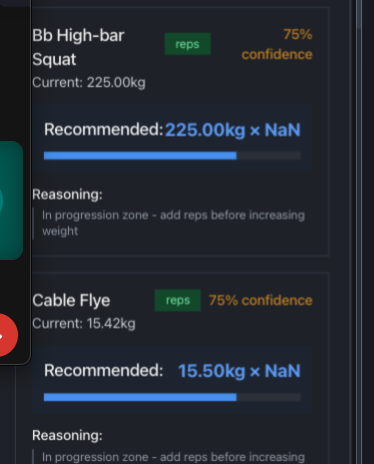 Bb High-bar
Squat
reps
75%
confidence
Current: 225.00kg
Recommended: 225.00kg × NaN
Reasoning:
In progression zone - add reps before increasing
weight
Cable Flye
reps
75% confidence
Current: 15.42kg
Recommended: 15.50kg × NaN
Reasoning:
In progression zone - add reps before increasing